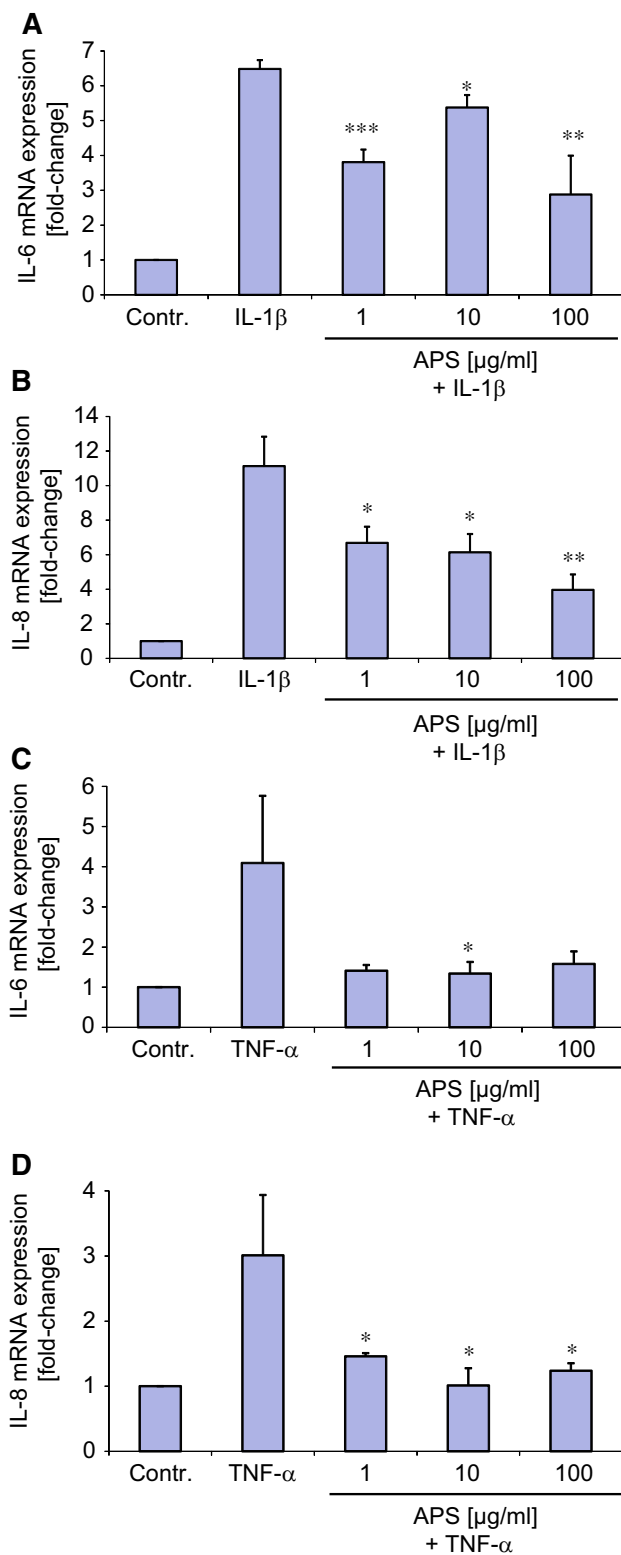 A
IL-6 mRNA expression
[fold-change]
7
6
5
4
3
2
1
0
***
*
**
Contr.
IL-1β
1
10
100
APS [µg/ml]
+ IL-1β
B
IL-8 mRNA expression
[fold-change]
14
12
10
8
6
4
2
0
*
*
**
Contr.
IL-1β
1
10
100
APS [µg/ml]
+ IL-1β
C
IL-6 mRNA expression
[fold-change]
6
5
4
3
2
1
0
*
Contr.
TNF-α
1
10
100
APS [µg/ml]
+ TNF-α
D
IL-8 mRNA expression
[fold-change]
4
3
2
1
0
*
*
*
Contr.
TNF-α
1
10
100
APS [µg/ml]
+ TNF-α